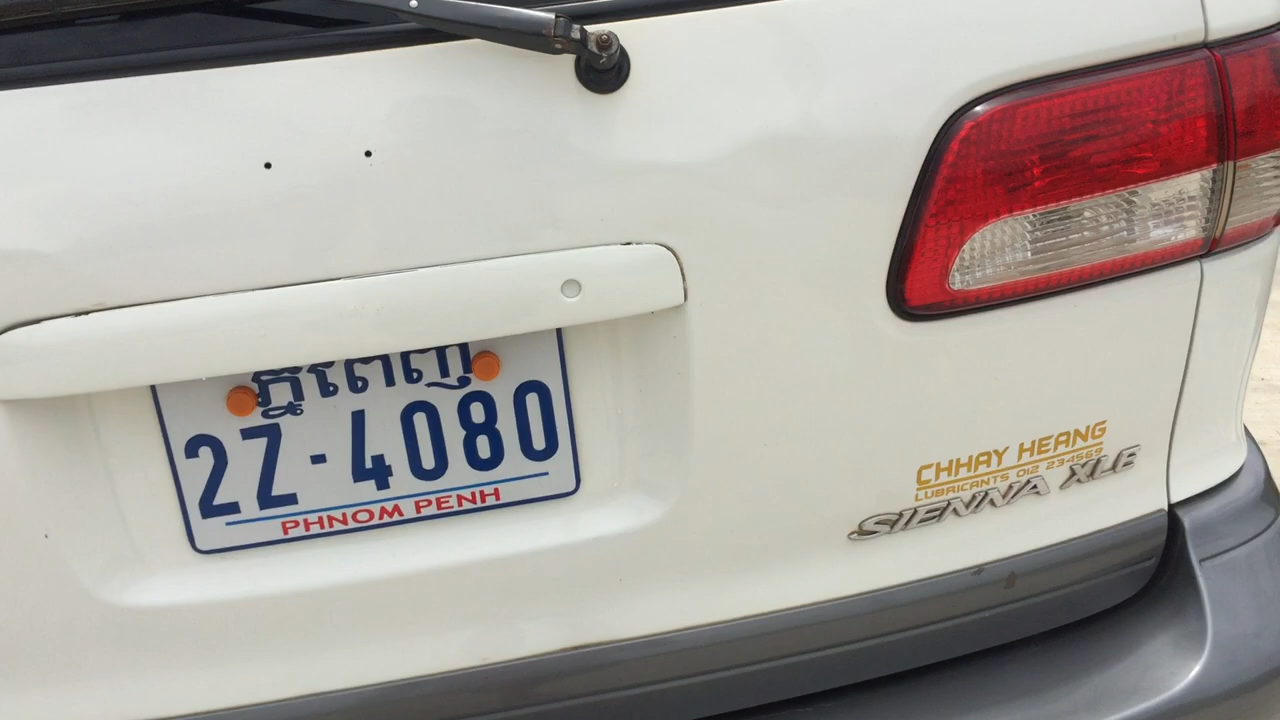 ភ្នំពេញ
2Z-4080
PHNOM PENH
CHHAY HEANG
LUBRICANTS 012 234569
SIENNA XLE